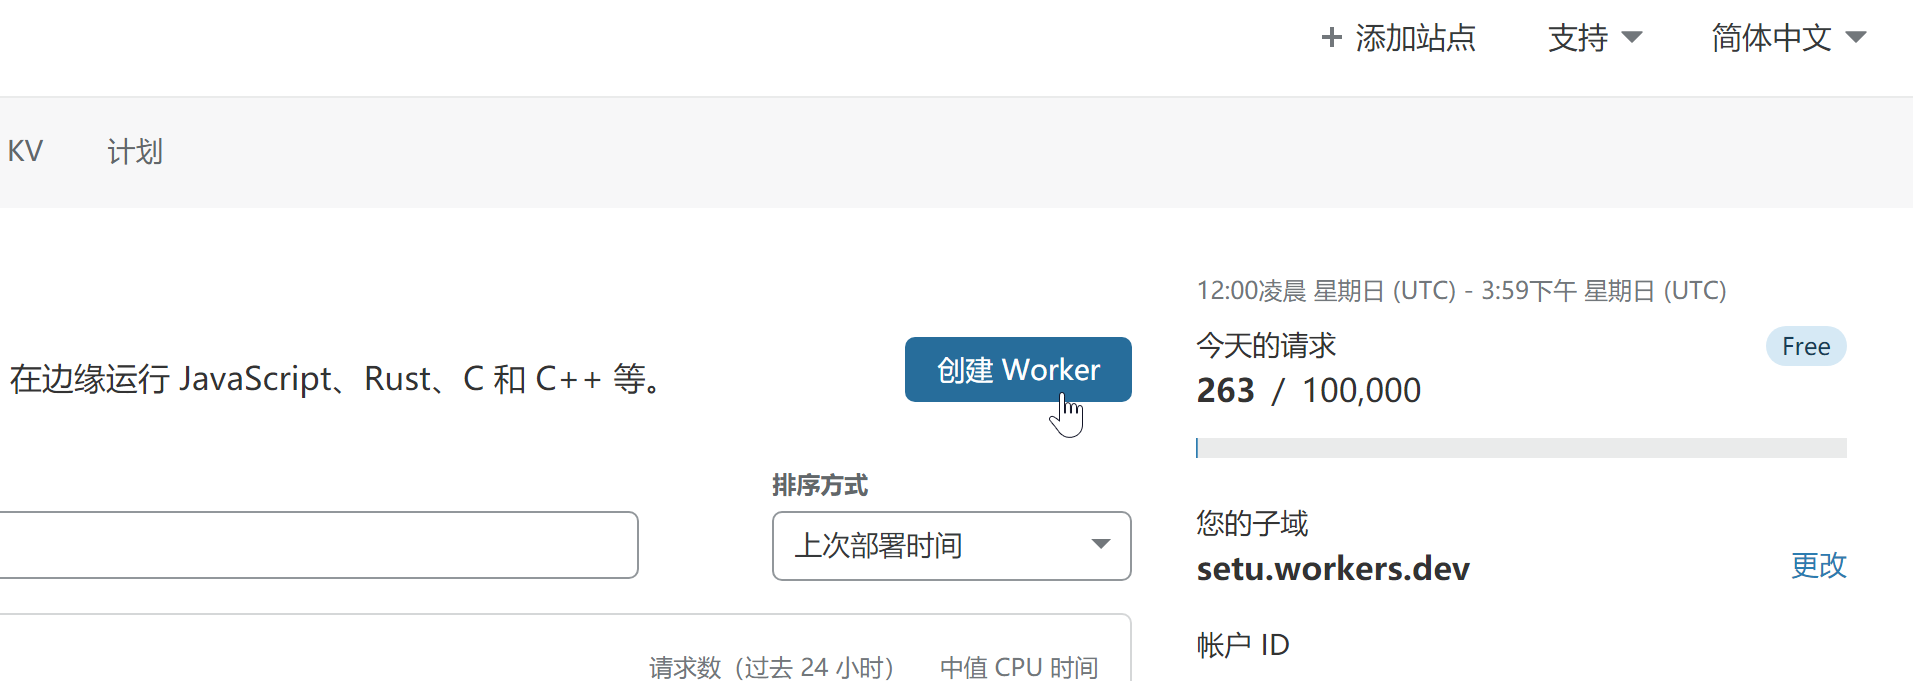 + 添加站点 支持 简体中文
KV 计划
12:00凌晨 星期日 (UTC) - 3:59下午 星期日 (UTC)
今天的请求 Free
263 / 100,000
在边缘运行 JavaScript、Rust、C 和 C++ 等。
创建 Worker
排序方式
上次部署时间
您的子域
setu.workers.dev 更改
帐户 ID
请求数（过去 24 小时） 中值 CPU 时间